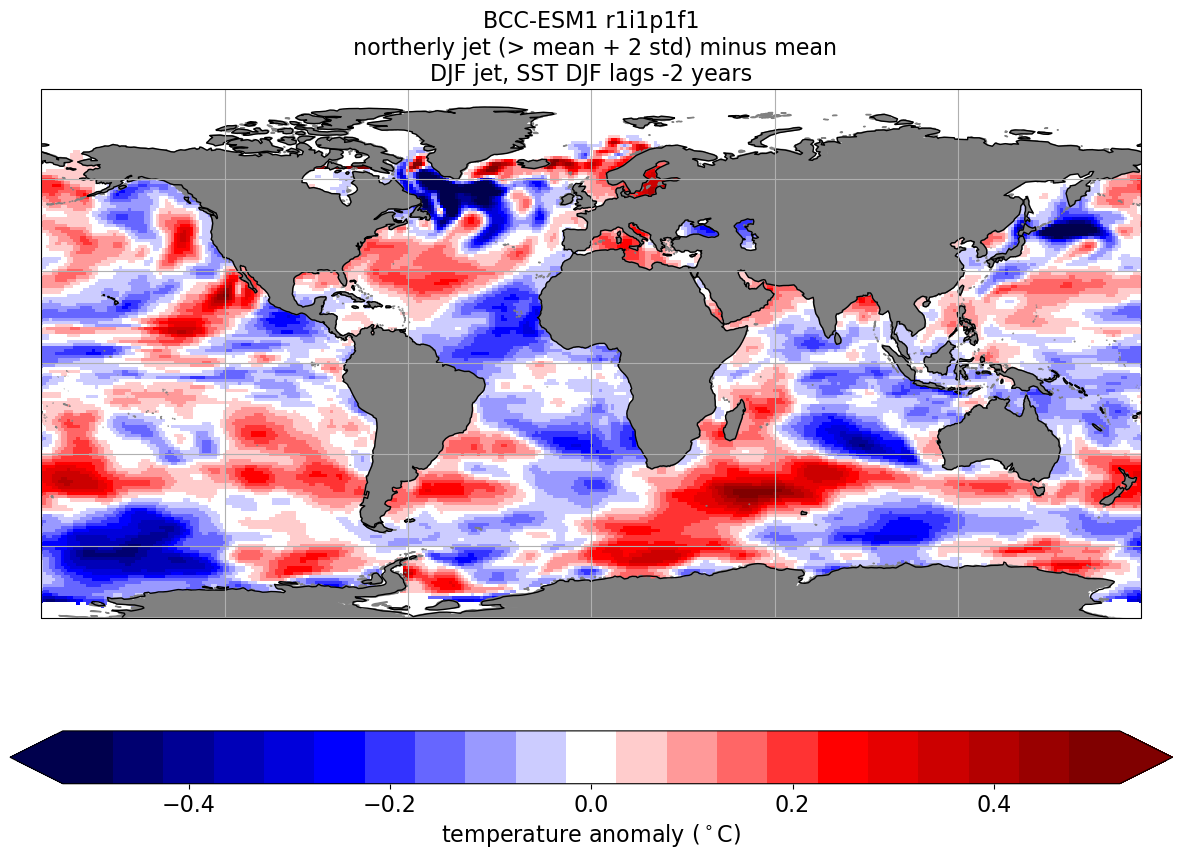 BCC-ESM1 r1i1p1f1
northerly jet (> mean + 2 std) minus mean
DJF jet, SST DJF lags -2 years
−0.4 −0.2 0.0 0.2 0.4
temperature anomaly (°C)